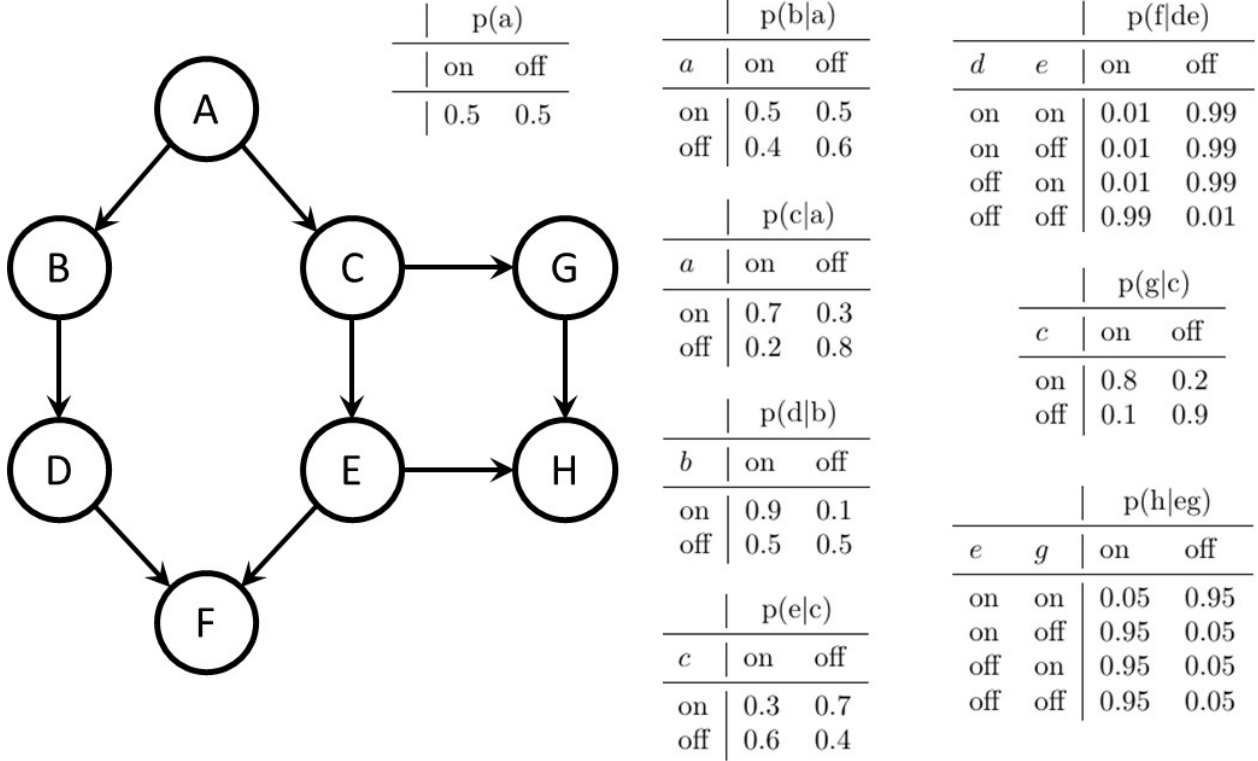 A
B
C
G
D
E
H
F
p(a)
on off
0.5 0.5
p(b|a)
a on off
on 0.5 0.5
off 0.4 0.6
p(c|a)
a on off
on 0.7 0.3
off 0.2 0.8
p(d|b)
b on off
on 0.9 0.1
off 0.5 0.5
p(e|c)
c on off
on 0.3 0.7
off 0.6 0.4
p(f|de)
d e on off
on on 0.01 0.99
on off 0.01 0.99
off on 0.01 0.99
off off 0.99 0.01
p(g|c)
c on off
on 0.8 0.2
off 0.1 0.9
p(h|eg)
e g on off
on on 0.05 0.95
on off 0.95 0.05
off on 0.95 0.05
off off 0.95 0.05